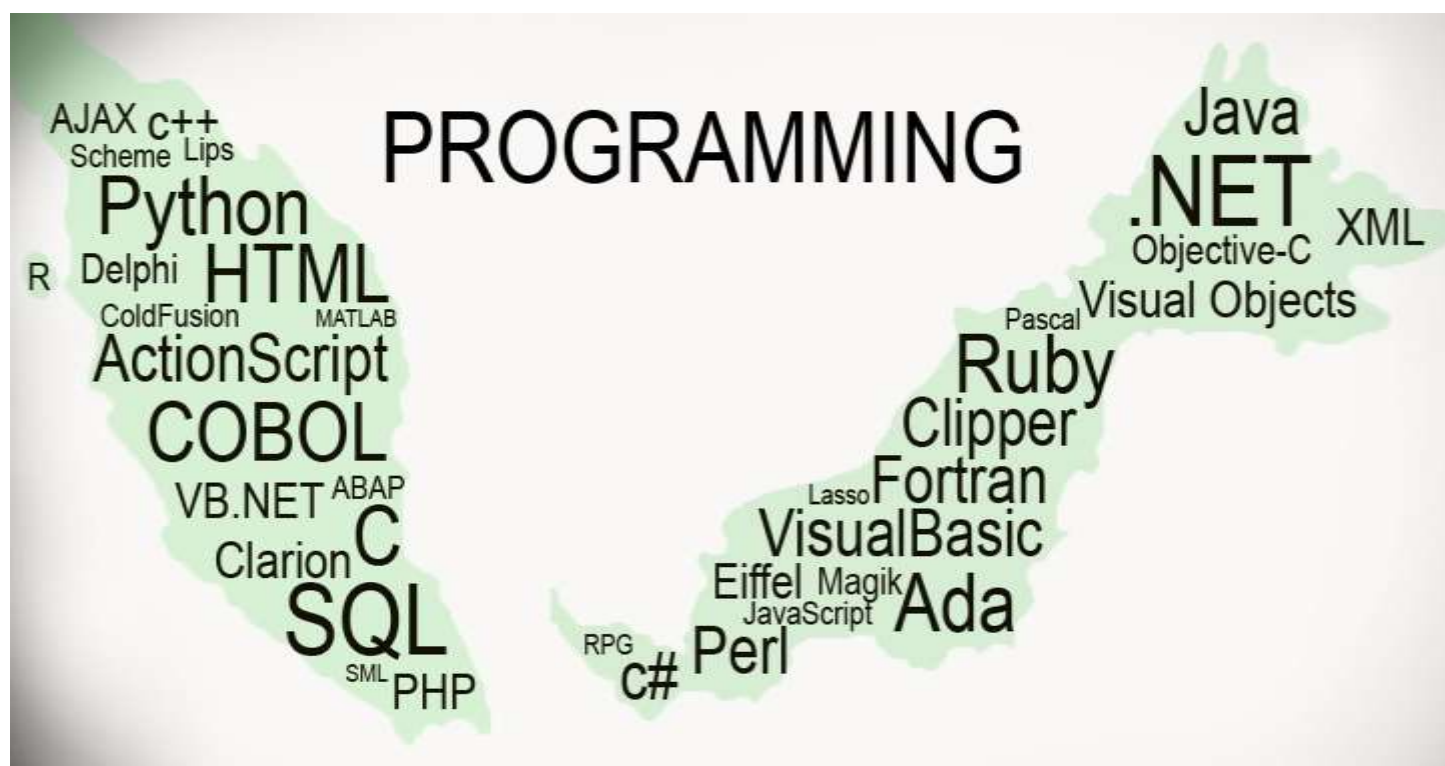 PROGRAMMING
AJAX c++
Scheme Lips
Python
R Delphi HTML
ColdFusion MATLAB
ActionScript
COBOL
VB.NET ABAP
Clarion C
SQL
SML PHP
Java
.NET
XML
Objective-C
Visual Objects
Pascal
Ruby
Clipper
Lasso Fortran
VisualBasic
Eiffel Magik Ada
JavaScript
RPG c# Perl